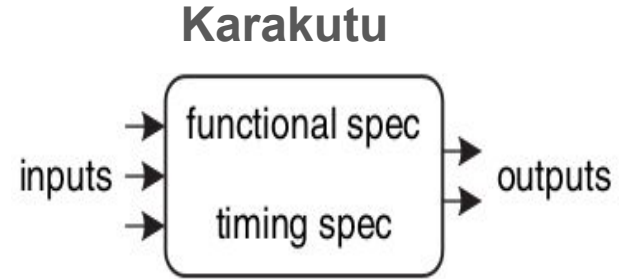 Karakutu
functional spec
inputs
outputs
timing spec